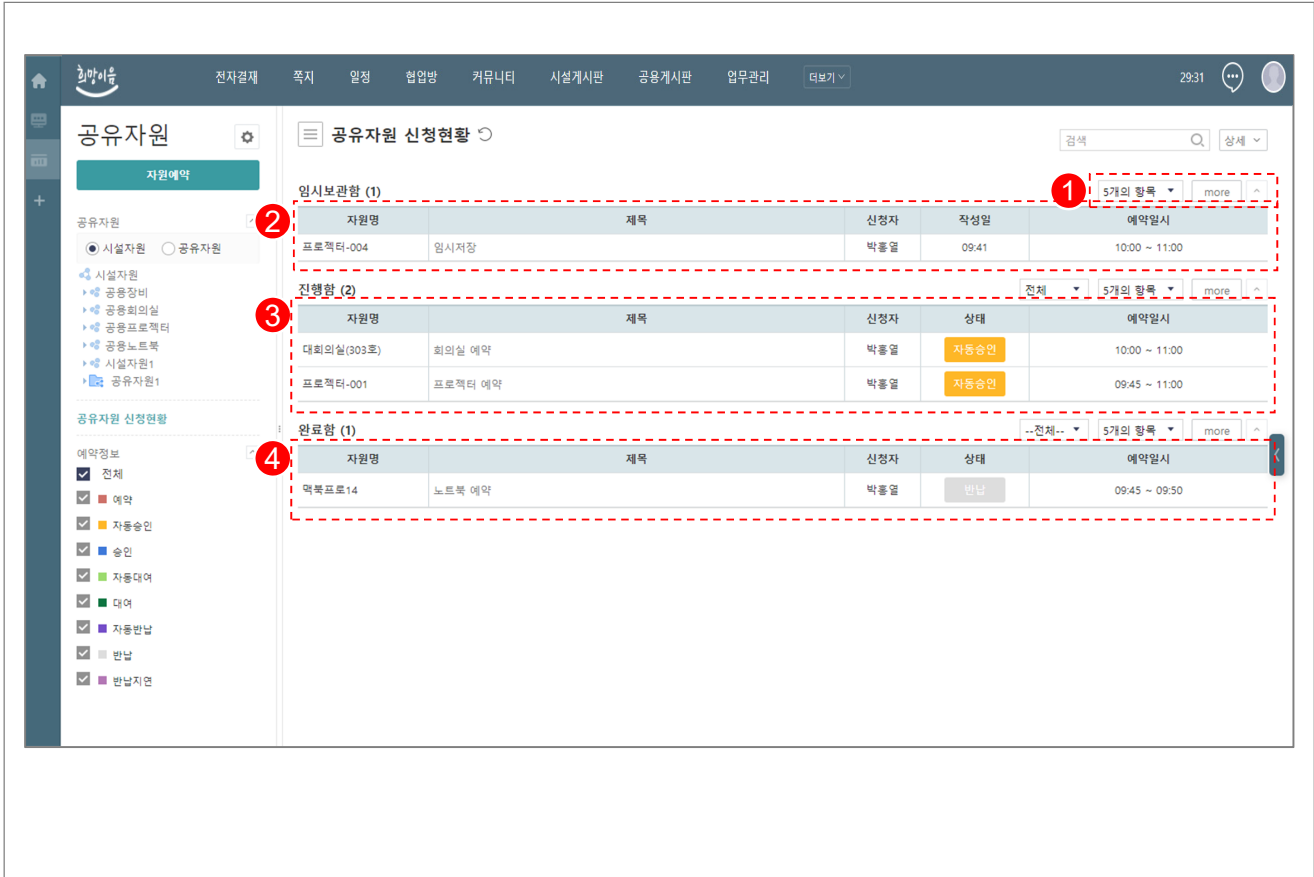 희망이음 전자결재 쪽지 일정 협업방 커뮤니티 시설게시판 공용게시판 업무관리 더보기 29:31
공유자원
자원예약
공유자원
시설자원 공유자원
시설자원
공용장비
공용회의실
공용프로젝터
공용노트북
시설자원1
공유자원1
공유자원 신청현황
예약정보
전체
예약
자동승인
승인
자동대여
대여
자동반납
반납
반납지연
공유자원 신청현황
검색 상세
임시보관함 (1) 1 5개의 항목 more
2 자원명 제목 신청자 작성일 예약일시
프로젝터-004 임시저장 박홍열 09:41 10:00 ~ 11:00
진행함 (2) 전체 5개의 항목 more
3 자원명 제목 신청자 상태 예약일시
대회의실(303호) 회의실 예약 박홍열 자동승인 10:00 ~ 11:00
프로젝터-001 프로젝터 예약 박홍열 자동승인 09:45 ~ 11:00
완료함 (1) --전체-- 5개의 항목 more
4 자원명 제목 신청자 상태 예약일시
맥북프로14 노트북 예약 박홍열 반납 09:45 ~ 09:50